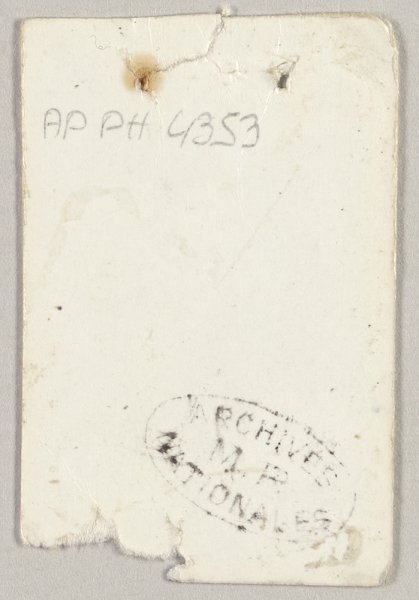 AP PH 4353
ARCHIVES
M. P.
NATIONALES